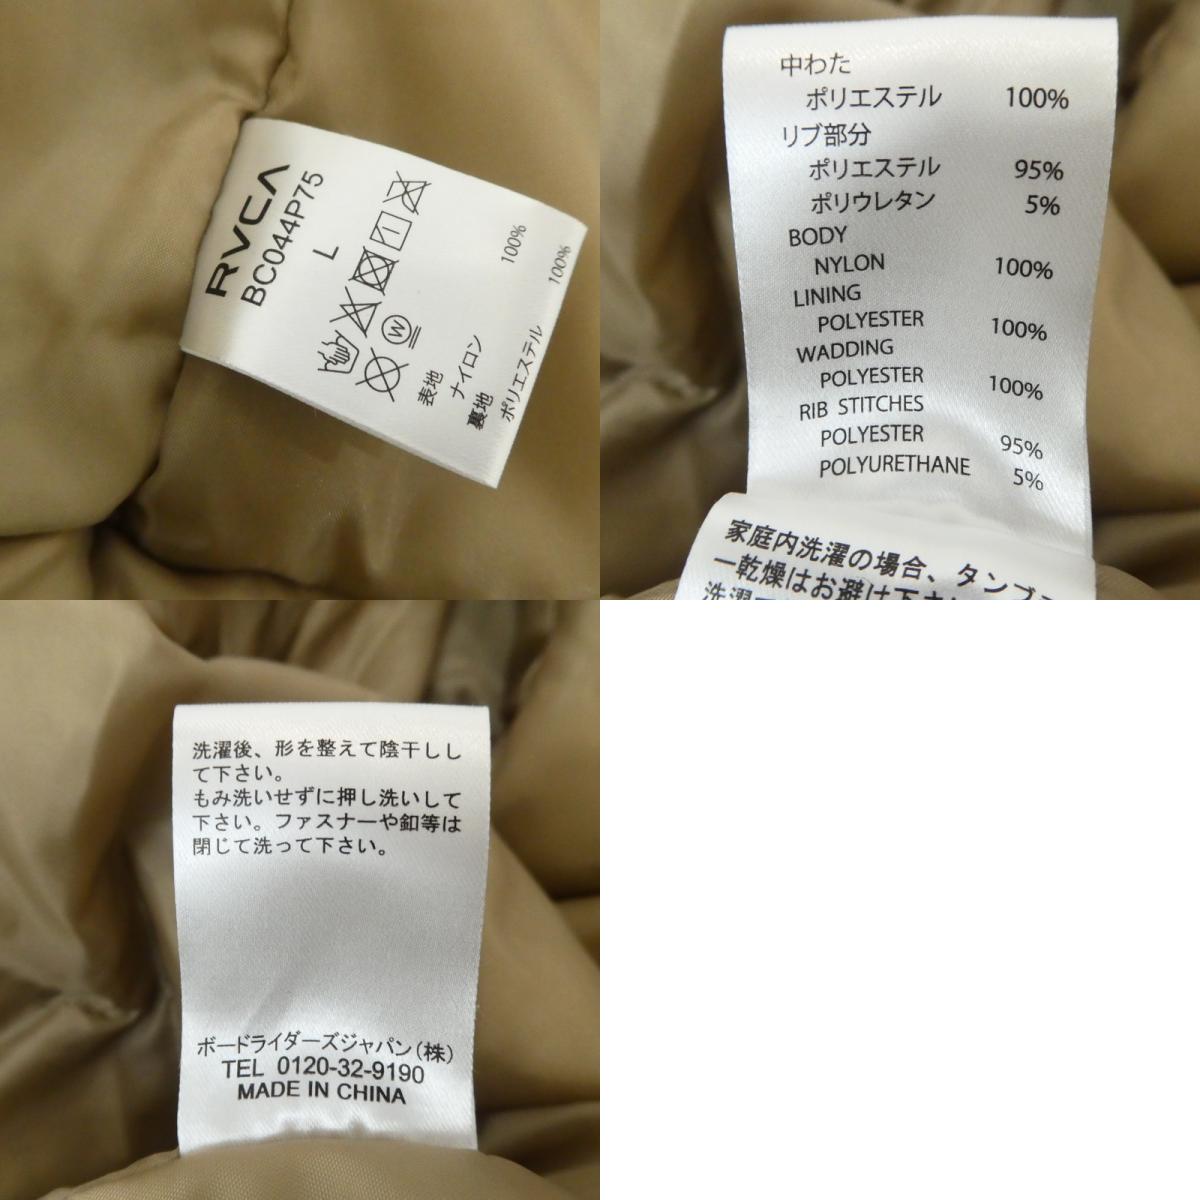 RVCA
BC044P75
L
表地
ナイロン 100%
裏地
ポリエステル 100%
中わた
ポリエステル 100%
リブ部分
ポリエステル 95%
ポリウレタン 5%
BODY
NYLON 100%
LINING
POLYESTER 100%
WADDING
POLYESTER 100%
RIB STITCHES
POLYESTER 95%
POLYURETHANE 5%
家庭内洗濯の場合、タンブ
ー乾燥はお避け下さ
洗濯
洗濯後、形を整えて陰干しし
て下さい。
もみ洗いせずに押し洗いして
下さい。ファスナーや釦等は
閉じて洗って下さい。
ボードライダーズジャパン(株)
TEL 0120-32-9190
MADE IN CHINA